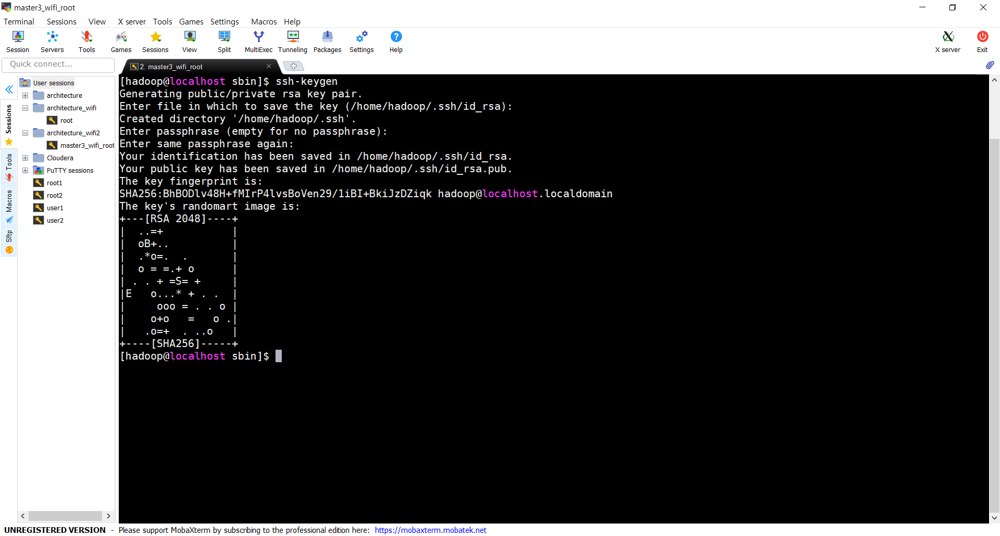 master3_wifi_root
Terminal Sessions View X server Tools Games Settings Macros Help
Session Servers Tools Games Sessions View Split MultiExec Tunneling Packages Settings Help X server Exit
Quick connect...
2. master3_wifi_root
Sessions
Tools
Macros
Sftp
User sessions
architecture
architecture_wifi
root
architecture_wifi2
master3_wifi_root
Cloudera
PuTTY sessions
root1
root2
user1
user2
[hadoop@localhost sbin]$ ssh-keygen
Generating public/private rsa key pair.
Enter file in which to save the key (/home/hadoop/.ssh/id_rsa):
Created directory '/home/hadoop/.ssh'.
Enter passphrase (empty for no passphrase):
Enter same passphrase again:
Your identification has been saved in /home/hadoop/.ssh/id_rsa.
Your public key has been saved in /home/hadoop/.ssh/id_rsa.pub.
The key fingerprint is:
SHA256:BhBODlv48H+fMIrP4lvsBoVen29/1iBI+BkiJzDZiqk hadoop@localhost.localdomain
The key's randomart image is:
+---[RSA 2048]----+
|  ..=+           |
|  oB+..          |
|  .*o=.  .       |
|  o = =.+ o      |
| . . + =S= +     |
|E   o...* + . .  |
|     ooo = . . o |
|    o+o   =   o .|
|   .o=+  . ..o   |
+----[SHA256]-----+
[hadoop@localhost sbin]$
UNREGISTERED VERSION - Please support MobaXterm by subscribing to the professional edition here: https://mobaxterm.mobatek.net